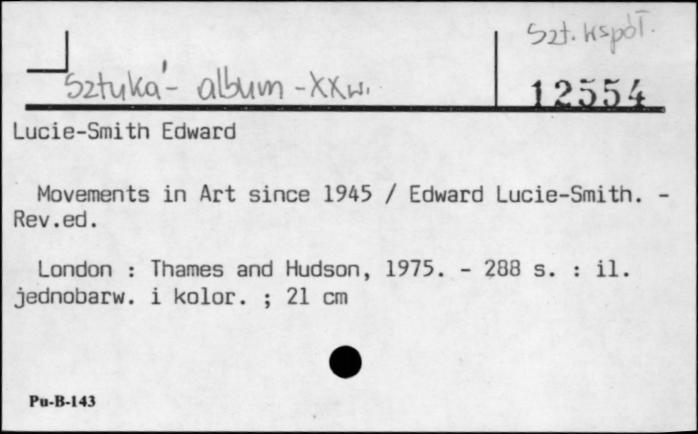 Szt. współ.
Sztuka - album - XX w.
12554
Lucie-Smith Edward
Movements in Art since 1945 / Edward Lucie-Smith. -
Rev.ed.
London : Thames and Hudson, 1975. - 288 s. : il.
jednobarw. i kolor. ; 21 cm
Pu-B-143